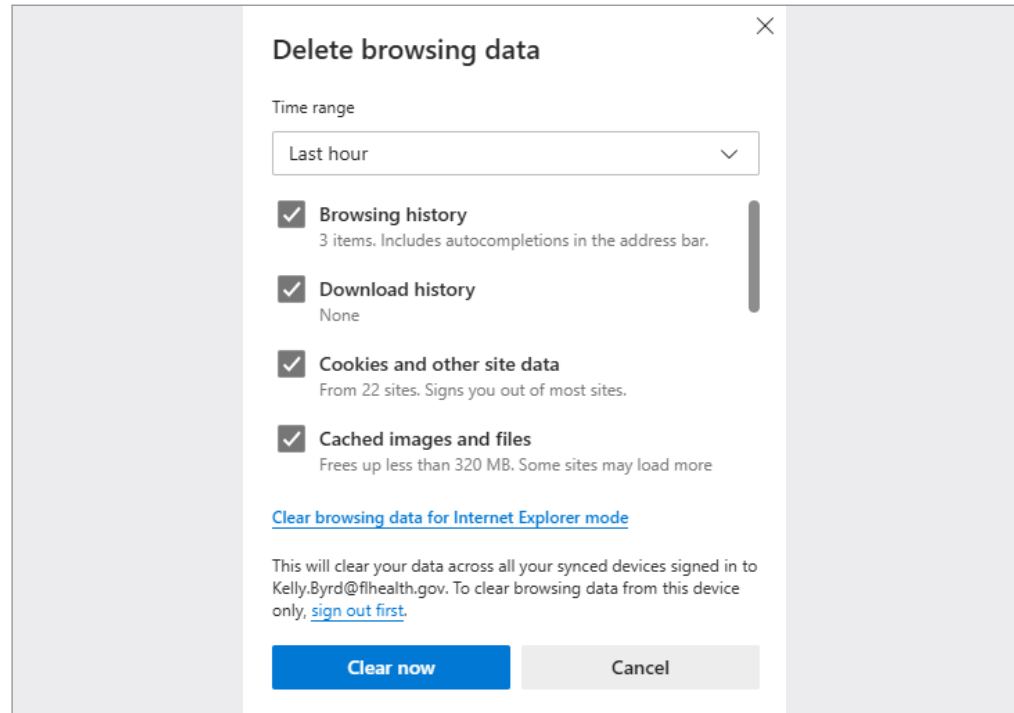 Delete browsing data
Time range
Last hour
Browsing history
3 items. Includes autocompletions in the address bar.
Download history
None
Cookies and other site data
From 22 sites. Signs you out of most sites.
Cached images and files
Frees up less than 320 MB. Some sites may load more
Clear browsing data for Internet Explorer mode
This will clear your data across all your synced devices signed in to
Kelly.Byrd@flhealth.gov. To clear browsing data from this device
only, sign out first.
Clear now
Cancel